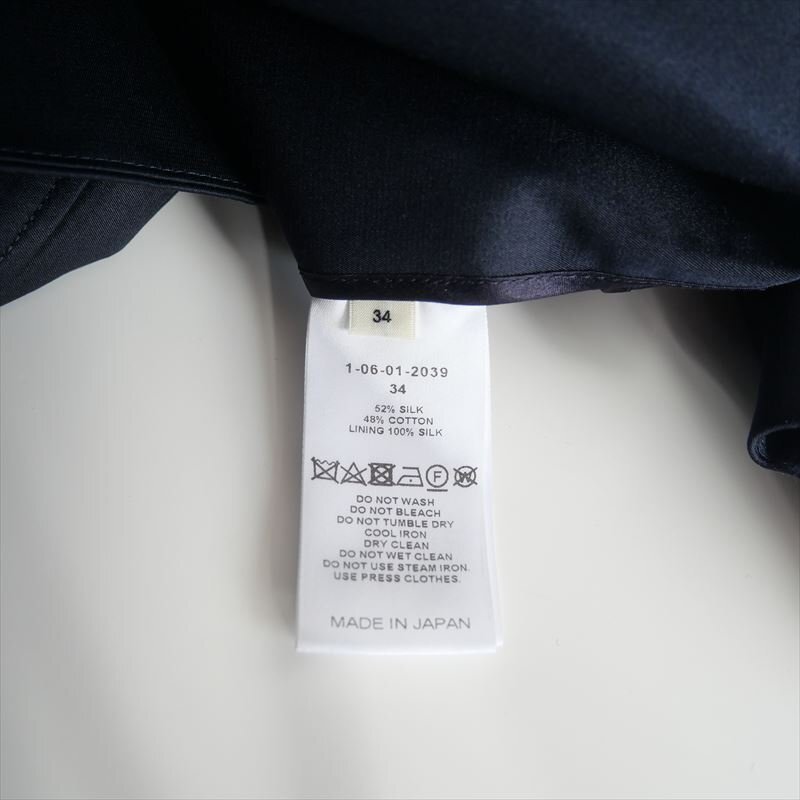 34
1-06-01-2039
34
52% SILK
48% COTTON
LINING 100% SILK
F W
DO NOT WASH
DO NOT BLEACH
DO NOT TUMBLE DRY
COOL IRON
DRY CLEAN
DO NOT WET CLEAN
DO NOT USE STEAM IRON.
USE PRESS CLOTHES.
MADE IN JAPAN